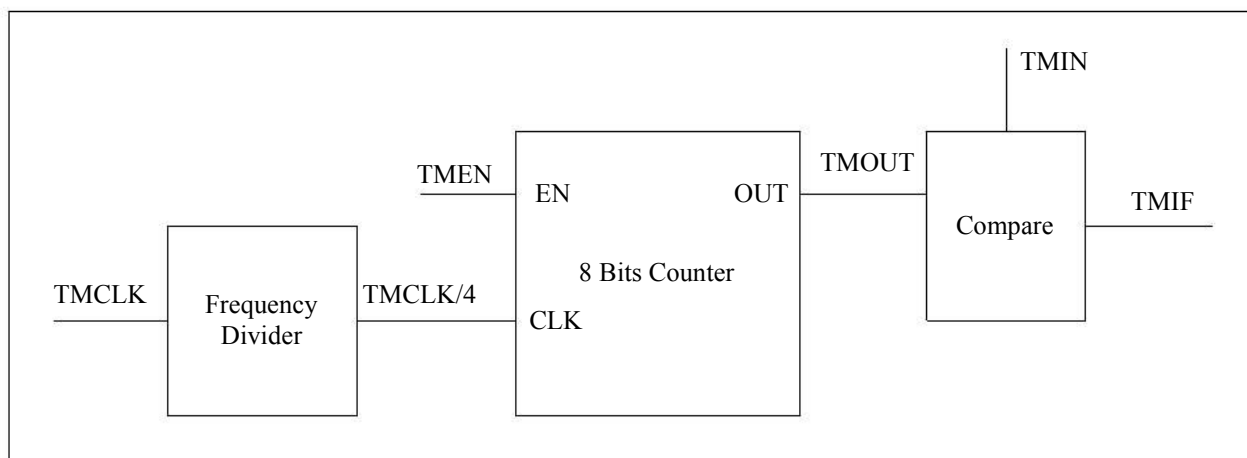 TMIN
TMEN
TMOUT
EN
OUT
TMIF
Compare
8 Bits Counter
TMCLK
Frequency
Divider
TMCLK/4
CLK